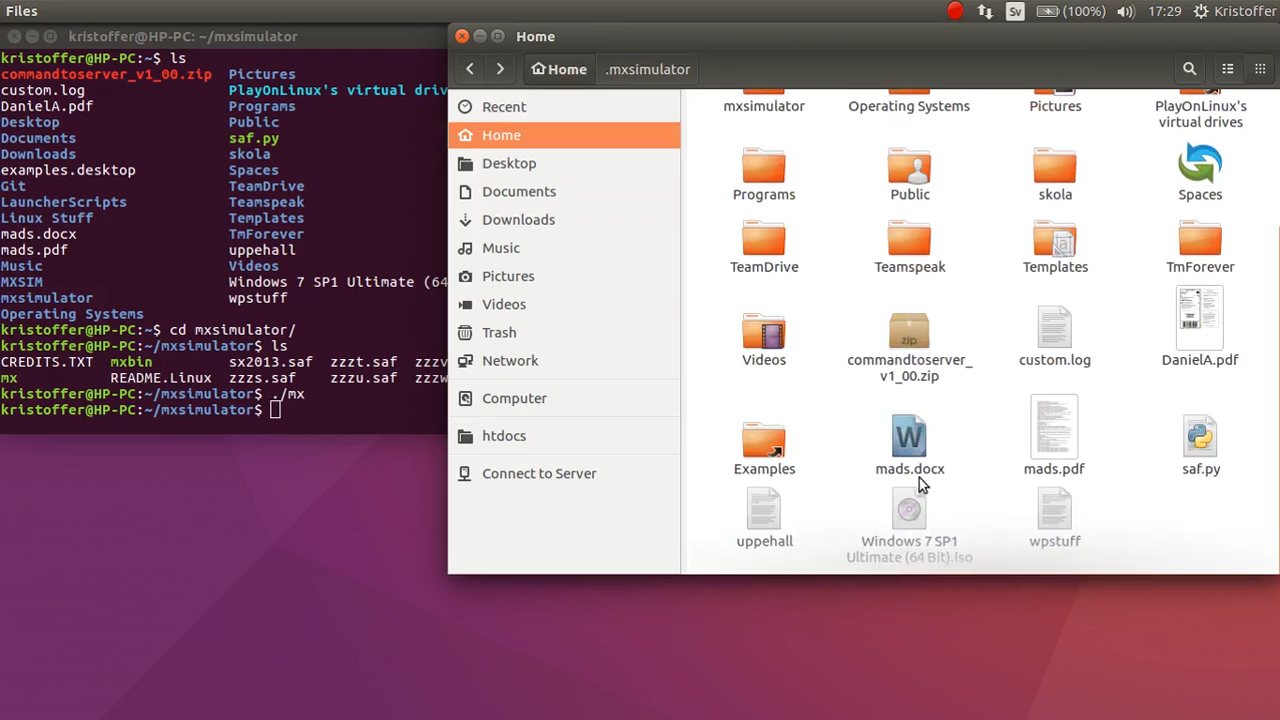 Files
Sv
(100%)
17:29
Kristoffer
kristoffer@HP-PC: ~/mxsimulator
kristoffer@HP-PC:~$ ls
commandtoserver_v1_00.zip Pictures
custom.log PlayOnLinux's virtual driv
DanielA.pdf Programs
Desktop Public
Documents saf.py
Downloads skola
examples.desktop Spaces
Git TeamDrive
LauncherScripts Teamspeak
Linux Stuff Templates
mads.docx TmForever
mads.pdf uppehall
Music Videos
MXSIM Windows 7 SP1 Ultimate (64
mxsimulator wpstuff
Operating Systems
kristoffer@HP-PC:~$ cd mxsimulator/
kristoffer@HP-PC:~/mxsimulator$ ls
CREDITS.TXT mxbin sx2013.saf zzzt.saf zzzv
mx README.Linux zzzs.saf zzzu.saf zzzw
kristoffer@HP-PC:~/mxsimulator$ ./mx
kristoffer@HP-PC:~/mxsimulator$
Home
Home
.mxsimulator
Recent
Home
Desktop
Documents
Downloads
Music
Pictures
Videos
Trash
Network
Computer
htdocs
Connect to Server
mxsimulator
Operating Systems
Pictures
PlayOnLinux's
virtual drives
Programs
Public
skola
Spaces
TeamDrive
Teamspeak
Templates
TmForever
Videos
zip
commandtoserver_
v1_00.zip
custom.log
DanielA.pdf
Examples
W
mads.docx
mads.pdf
saf.py
uppehall
Windows 7 SP1
Ultimate (64 Bit).iso
wpstuff